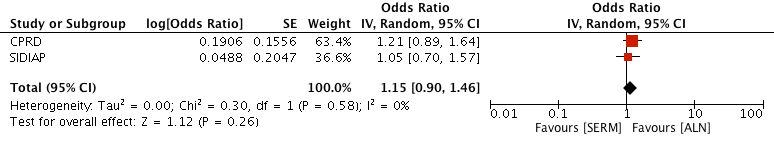 Odds Ratio Odds Ratio
Study or Subgroup log[Odds Ratio] SE Weight IV, Random, 95% CI IV, Random, 95% CI
CPRD 0.1906 0.1556 63.4% 1.21 [0.89, 1.64]
SIDIAP 0.0488 0.2047 36.6% 1.05 [0.70, 1.57]
Total (95% CI) 100.0% 1.15 [0.90, 1.46]
Heterogeneity: Tau² = 0.00; Chi² = 0.30, df = 1 (P = 0.58); I² = 0%
Test for overall effect: Z = 1.12 (P = 0.26)
0.01 0.1 1 10 100
Favours [SERM] Favours [ALN]